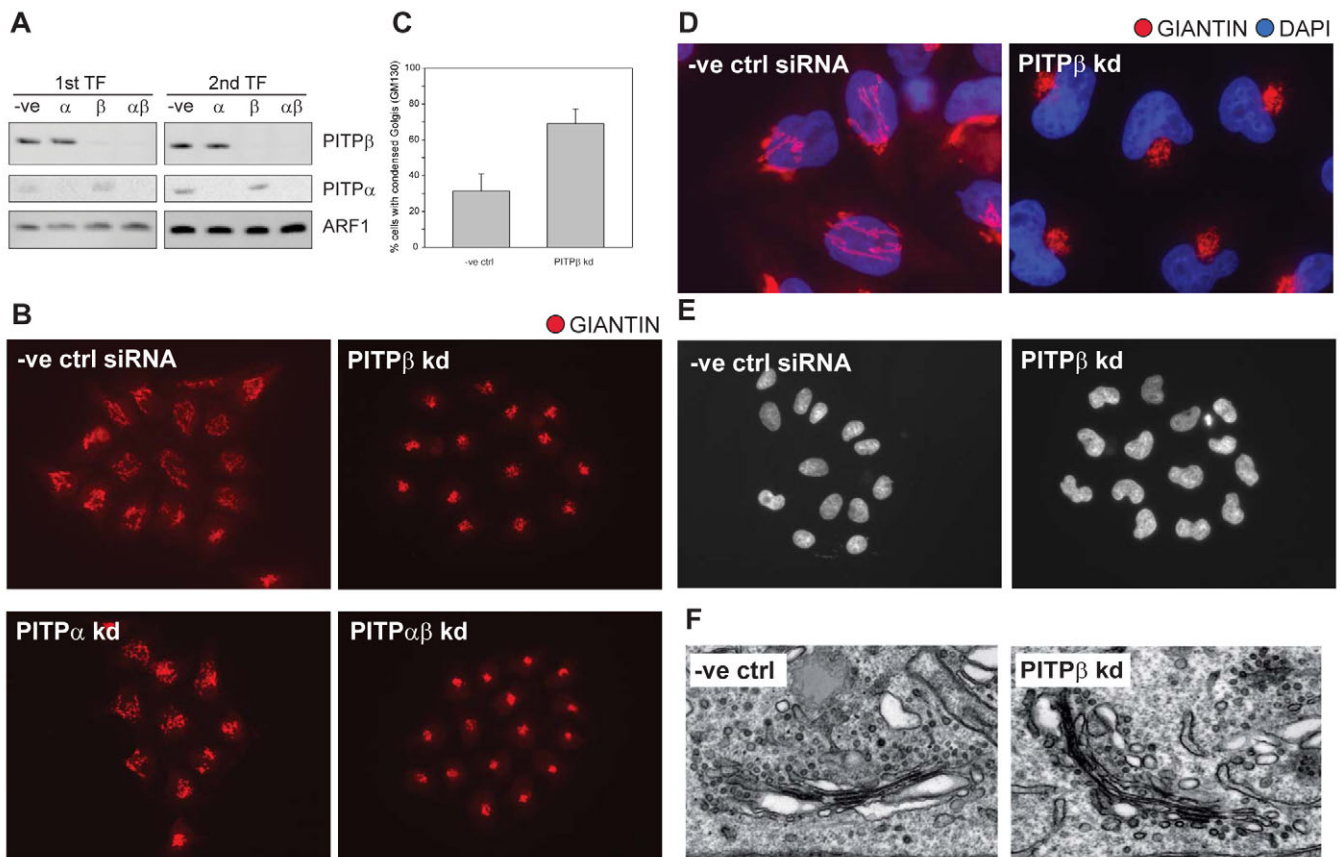 A
1st TF
2nd TF
-ve α β αβ
-ve α β αβ
PITPβ
PITPα
ARF1
C
% cells with condensed Golgis (GM130)
100
80
60
40
20
0
-ve ctrl
PITPβ kd
D
GIANTIN DAPI
-ve ctrl siRNA
PITPβ kd
B
GIANTIN
-ve ctrl siRNA
PITPβ kd
PITPα kd
PITPαβ kd
E
-ve ctrl siRNA
PITPβ kd
F
-ve ctrl
PITPβ kd